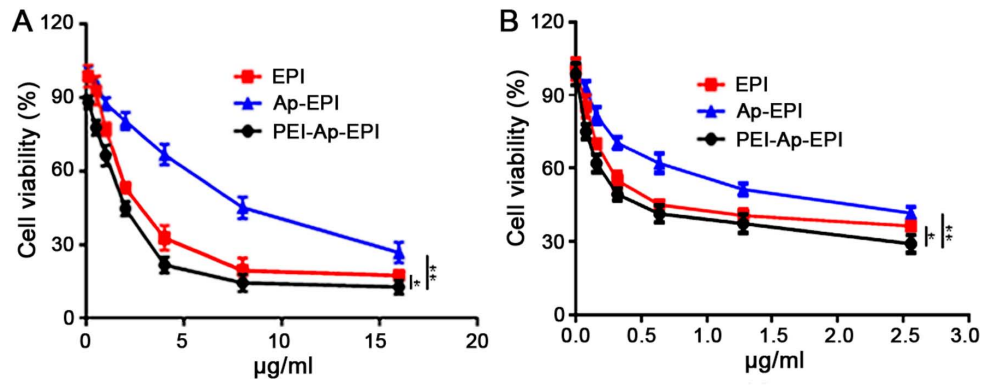 A
120
90
60
30
0
Cell viability (%)
EPI
Ap-EPI
PEI-Ap-EPI
*
**
0
5
10
15
20
µg/ml
B
120
90
60
30
0
Cell viability (%)
EPI
Ap-EPI
PEI-Ap-EPI
*
**
0.0
0.5
1.0
1.5
2.0
2.5
3.0
µg/ml